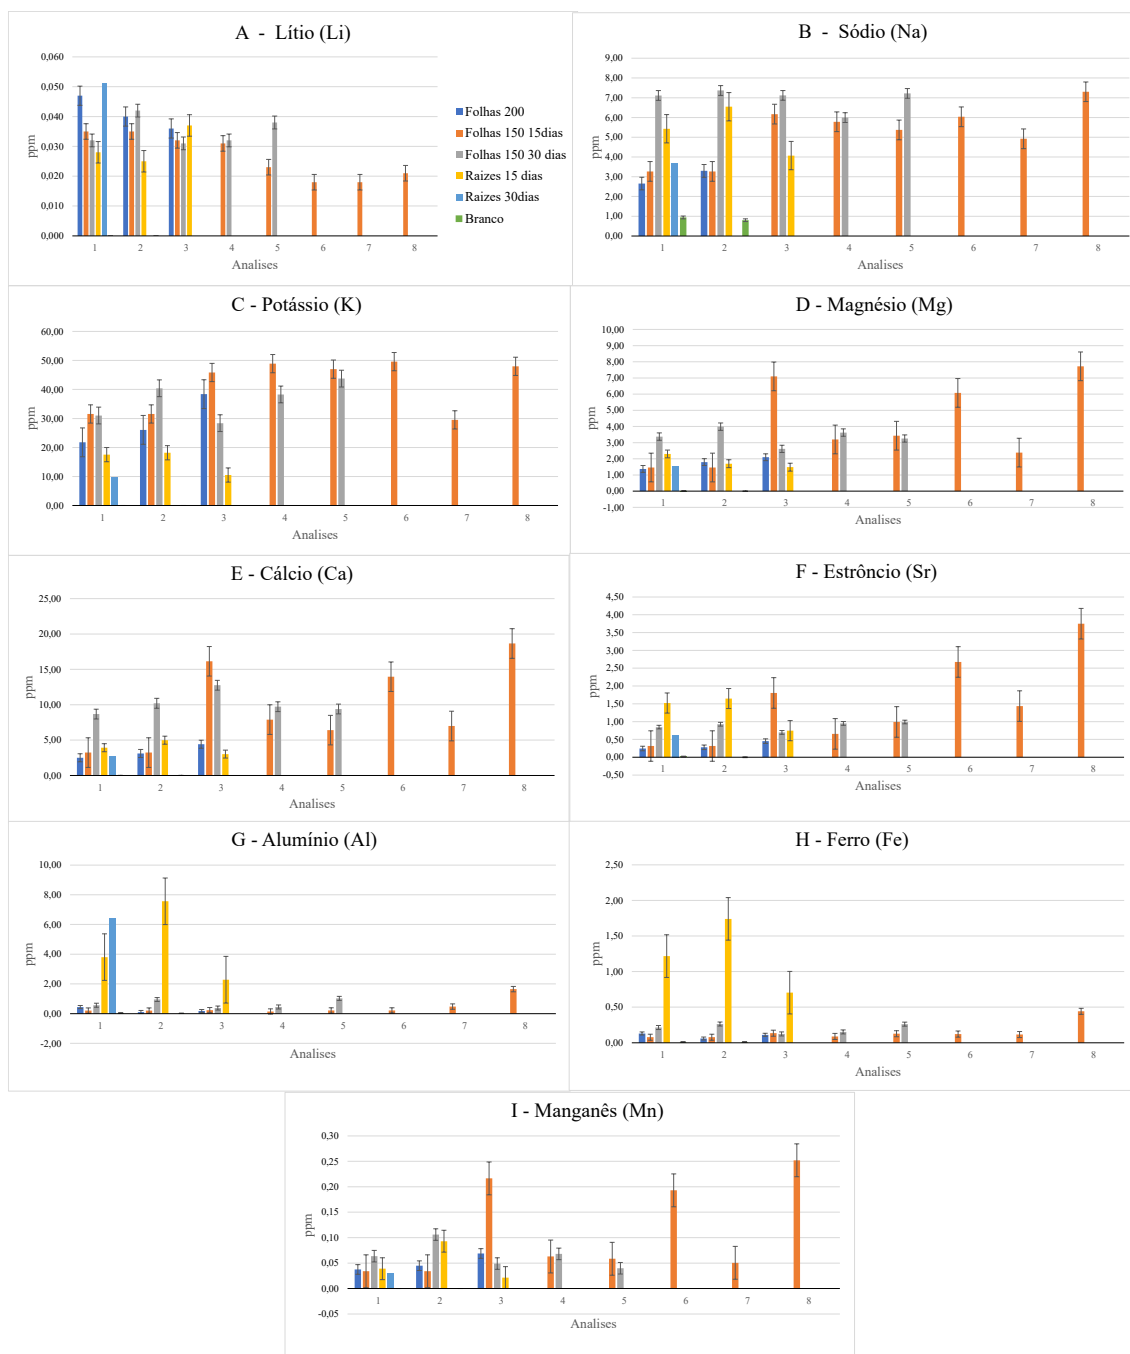 A - Lítio (Li)
0,060
0,050
0,040
0,030
0,020
0,010
0,000
ppm
1 2 3 4 5 6 7 8
Analises
Folhas 200
Folhas 150 15dias
Folhas 150 30 dias
Raizes 15 dias
Raizes 30dias
Branco
B - Sódio (Na)
9,00
8,00
7,00
6,00
5,00
4,00
3,00
2,00
1,00
0,00
ppm
1 2 3 4 5 6 7 8
Analises
C - Potássio (K)
60,00
50,00
40,00
30,00
20,00
10,00
0,00
ppm
1 2 3 4 5 6 7 8
Analises
D - Magnésio (Mg)
10,00
9,00
8,00
7,00
6,00
5,00
4,00
3,00
2,00
1,00
0,00
-1,00
ppm
1 2 3 4 5 6 7 8
Analises
E - Cálcio (Ca)
25,00
20,00
15,00
10,00
5,00
0,00
ppm
1 2 3 4 5 6 7 8
Analises
F - Estrôncio (Sr)
4,50
4,00
3,50
3,00
2,50
2,00
1,50
1,00
0,50
0,00
-0,50
ppm
1 2 3 4 5 6 7 8
Analises
G - Alumínio (Al)
10,00
8,00
6,00
4,00
2,00
0,00
-2,00
ppm
1 2 3 4 5 6 7 8
Analises
H - Ferro (Fe)
2,50
2,00
1,50
1,00
0,50
0,00
ppm
1 2 3 4 5 6 7 8
Analises
I - Manganês (Mn)
0,30
0,25
0,20
0,15
0,10
0,05
0,00
-0,05
ppm
1 2 3 4 5 6 7 8
Analises